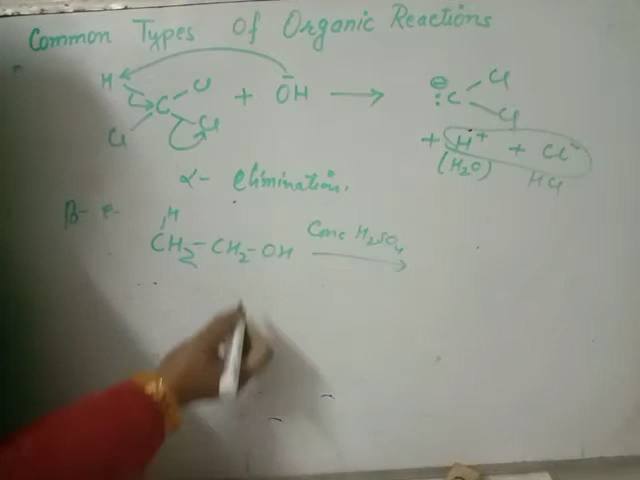 Common Types Of Organic Reactions
H C Cl Cl Cl + ŌH → ⊖ :C Cl Cl
+ H⁺ + Cl⁻
(H₂O) HCl
α- elimination.
β- e-
H
CH₂-CH₂-OH Conc H₂SO₄ →